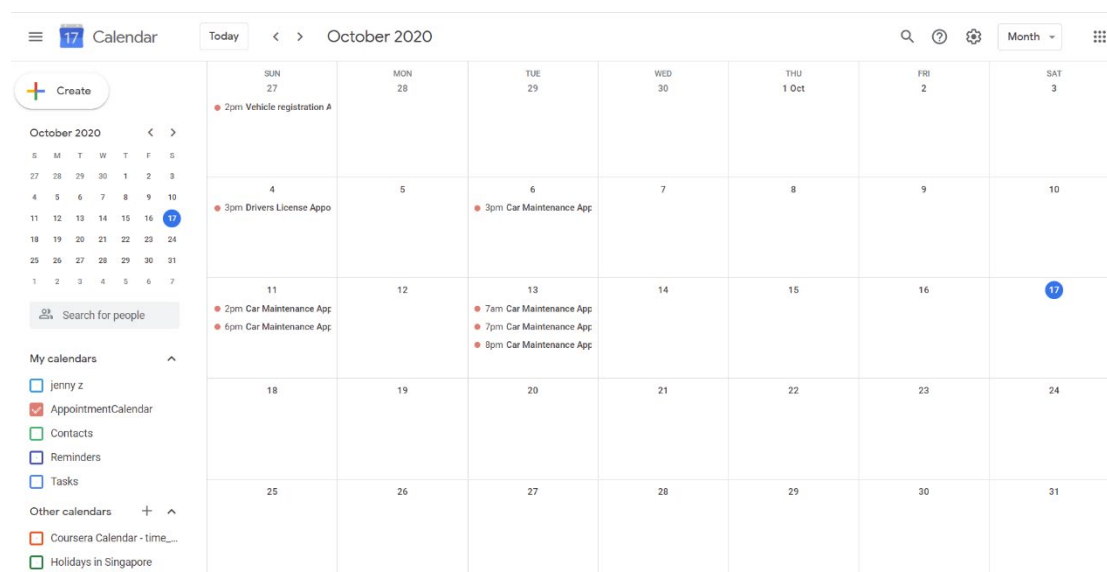 17 Calendar Today October 2020 Month
Create
October 2020
S M T W T F S
27 28 29 30 1 2 3
4 5 6 7 8 9 10
11 12 13 14 15 16 17
18 19 20 21 22 23 24
25 26 27 28 29 30 31
1 2 3 4 5 6 7
Search for people
My calendars
jenny z
AppointmentCalendar
Contacts
Reminders
Tasks
Other calendars
Coursera Calendar - time_...
Holidays in Singapore
SUN MON TUE WED THU FRI SAT
27 28 29 30 1 Oct 2 3
2pm Vehicle registration A
4 5 6 7 8 9 10
3pm Drivers License Appo 3pm Car Maintenance App
11 12 13 14 15 16 17
2pm Car Maintenance App 7am Car Maintenance App
6pm Car Maintenance App 7pm Car Maintenance App
8pm Car Maintenance App
18 19 20 21 22 23 24
25 26 27 28 29 30 31